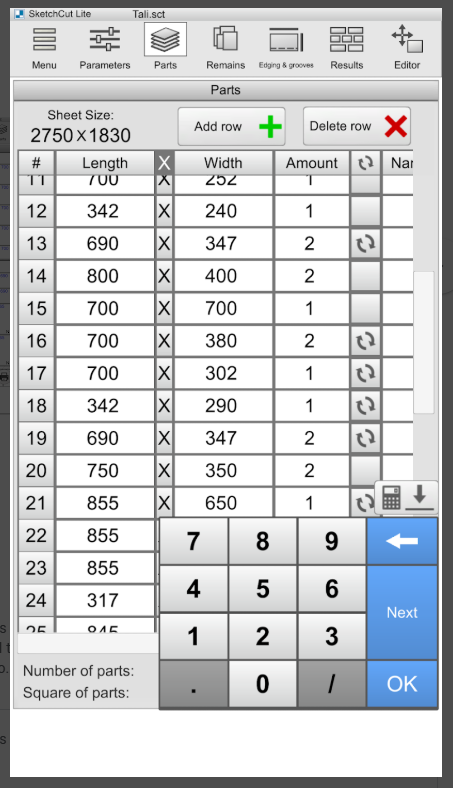 SketchCut Lite Tali.sct
Menu Parameters Parts Remains Edging & grooves Results Editor
Parts
Sheet Size:
2750 X 1830
Add row
Delete row
# Length X Width Amount Nar
11 700 X 252 1
12 342 X 240 1
13 690 X 347 2
14 800 X 400 2
15 700 X 700 1
16 700 X 380 2
17 700 X 302 1
18 342 X 290 1
19 690 X 347 2
20 750 X 350 2
21 855 X 650 1
22 855
23 855
24 317
25 845
7 8 9
4 5 6
Next
1 2 3
. 0 / OK
Number of parts:
Square of parts: